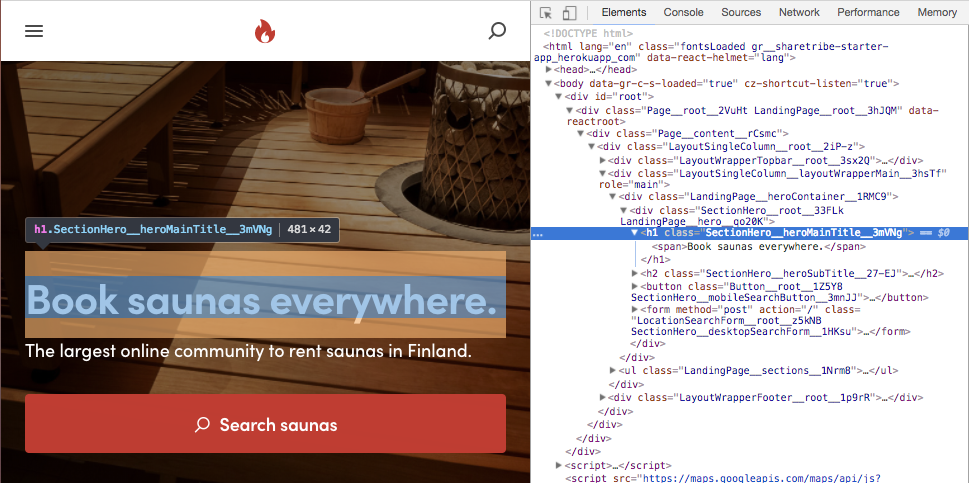 h1.SectionHero__heroMainTitle__3mVNg 481×42
Book saunas everywhere.
The largest online community to rent saunas in Finland.
Search saunas
Elements Console Sources Network Performance Memory
<!DOCTYPE html>
<html lang="en" class="fontsLoaded gr__sharetribe-starter-
app_herokuapp_com" data-react-helmet="lang">
▶<head>…</head>
▼<body data-gr-c-s-loaded="true" cz-shortcut-listen="true">
▼<div id="root">
▼<div class="Page__root__2VuHt LandingPage__root__3hJQM" data-
reactroot>
▼<div class="Page__content__rCsmc">
▼<div class="LayoutSingleColumn__root__2iP-z">
▶<div class="LayoutWrapperTopbar__root__3sx2Q">…</div>
▼<div class="LayoutSingleColumn__layoutWrapperMain__3hsTf"
role="main">
▼<div class="LandingPage__heroContainer__1RMC9">
▼<div class="SectionHero__root__33FLk
LandingPage__hero__oo20K">
… ▼<h1 class="SectionHero__heroMainTitle__3mVNg"> == $0
<span>Book saunas everywhere.</span>
</h1>
▶<h2 class="SectionHero__heroSubTitle__27-EJ">…</h2>
▶<button class="Button__root__1Z5Y8
SectionHero__mobileSearchButton__3mnJJ">…</button>
▶<form method="post" action="/" class=
"LocationSearchForm__root__z5kNB
SectionHero__desktopSearchForm__1HKsu">…</form>
</div>
</div>
▶<ul class="LandingPage__sections__1Nrm8">…</ul>
</div>
▶<div class="LayoutWrapperFooter__root__1p9rR">…</div>
</div>
</div>
</div>
</div>
▶<script>…</script>
<script src="https://maps.googleapis.com/maps/api/js?